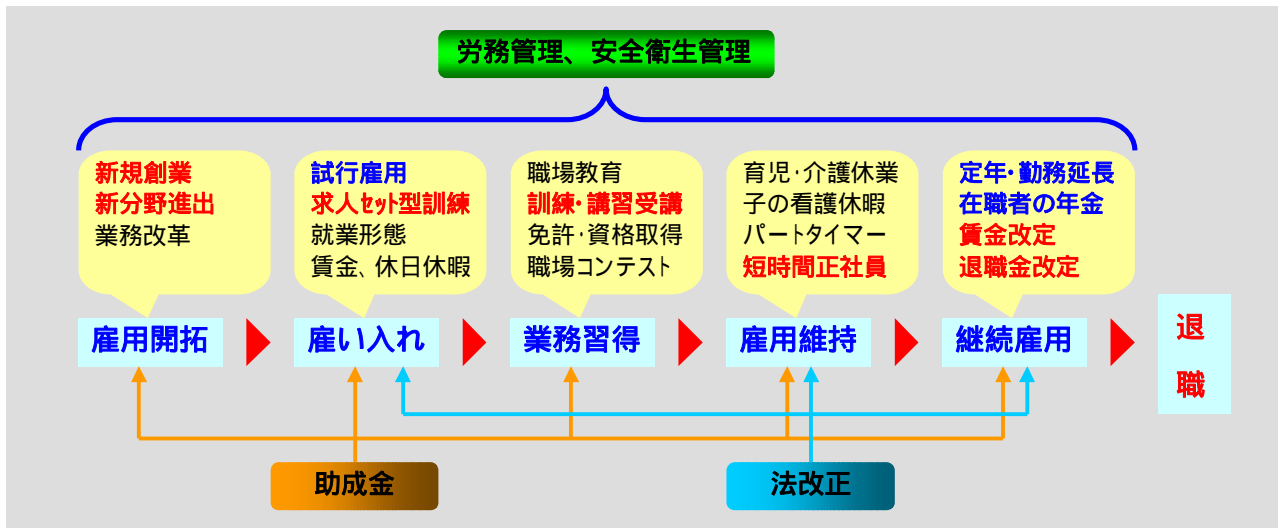 労務管理、安全衛生管理
新規創業
新分野進出
業務改革
試行雇用
求人ｾｯﾄ型訓練
就業形態
賃金、休日休暇
職場教育
訓練・講習受講
免許・資格取得
職場コンテスト
育児・介護休業
子の看護休暇
パートタイマー
短時間正社員
定年・勤務延長
在職者の年金
賃金改定
退職金改定
雇用開拓
雇い入れ
業務習得
雇用維持
継続雇用
退
職
助成金
法改正